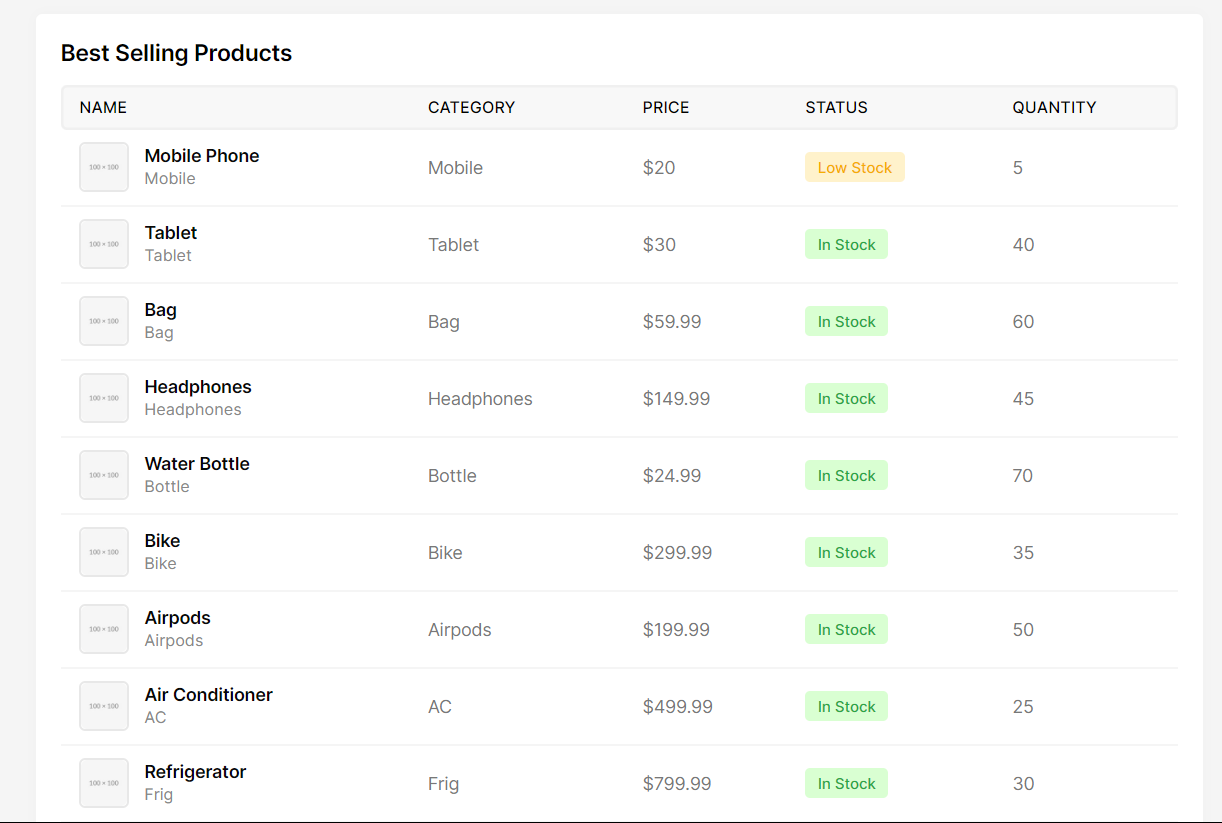 Best Selling Products
NAME CATEGORY PRICE STATUS QUANTITY
100 × 100 Mobile Phone
Mobile Mobile $20 Low Stock 5
100 × 100 Tablet
Tablet Tablet $30 In Stock 40
100 × 100 Bag
Bag Bag $59.99 In Stock 60
100 × 100 Headphones
Headphones Headphones $149.99 In Stock 45
100 × 100 Water Bottle
Bottle Bottle $24.99 In Stock 70
100 × 100 Bike
Bike Bike $299.99 In Stock 35
100 × 100 Airpods
Airpods Airpods $199.99 In Stock 50
100 × 100 Air Conditioner
AC AC $499.99 In Stock 25
100 × 100 Refrigerator
Frig Frig $799.99 In Stock 30